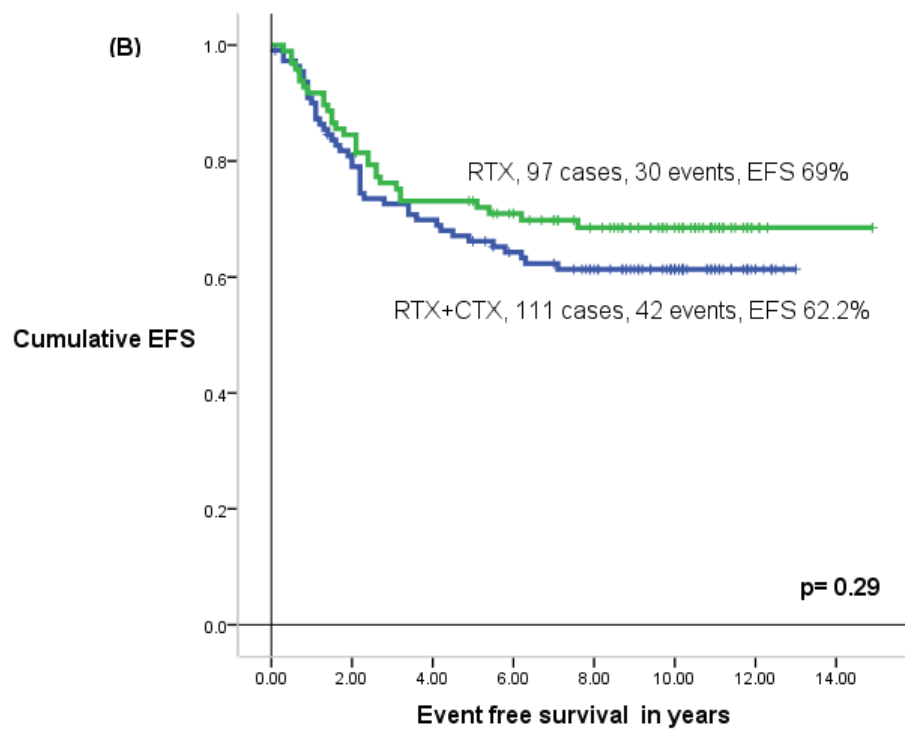 (B)
1.0
0.8
0.6
0.4
0.2
0.0
Cumulative EFS
RTX, 97 cases, 30 events, EFS 69%
RTX+CTX, 111 cases, 42 events, EFS 62.2%
p= 0.29
0.00 2.00 4.00 6.00 8.00 10.00 12.00 14.00
Event free survival in years